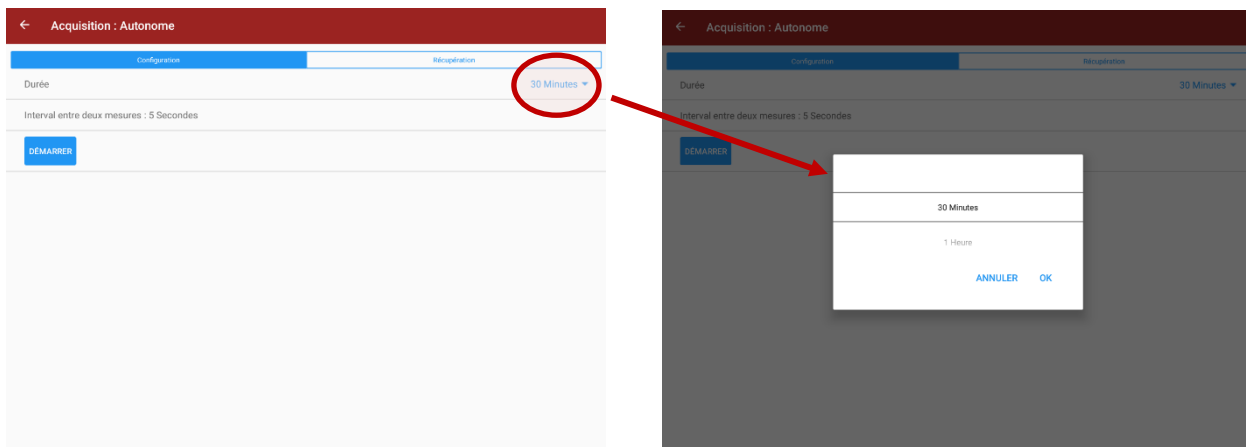 ← Acquisition : Autonome
Configuration Récupération
Durée 30 Minutes
Interval entre deux mesures : 5 Secondes
DÉMARRER
← Acquisition : Autonome
Configuration Récupération
Durée 30 Minutes
Interval entre deux mesures : 5 Secondes
DÉMARRER
30 Minutes
1 Heure
ANNULER OK